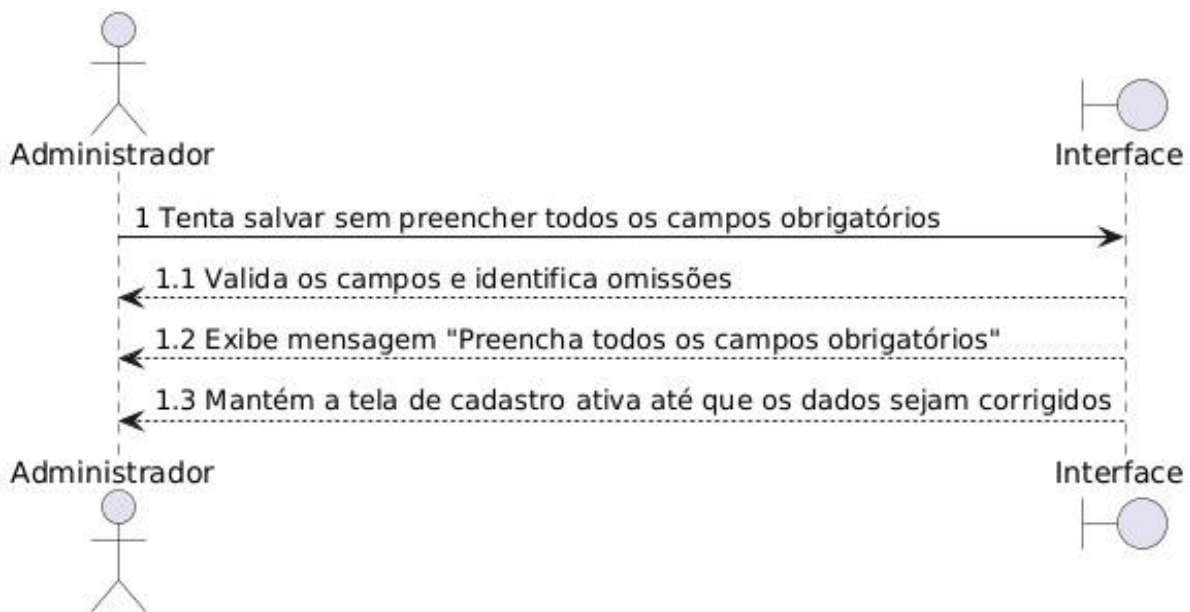 Administrador
Interface
1 Tenta salvar sem preencher todos os campos obrigatórios
1.1 Valida os campos e identifica omissões
1.2 Exibe mensagem "Preencha todos os campos obrigatórios"
1.3 Mantém a tela de cadastro ativa até que os dados sejam corrigidos
Administrador
Interface